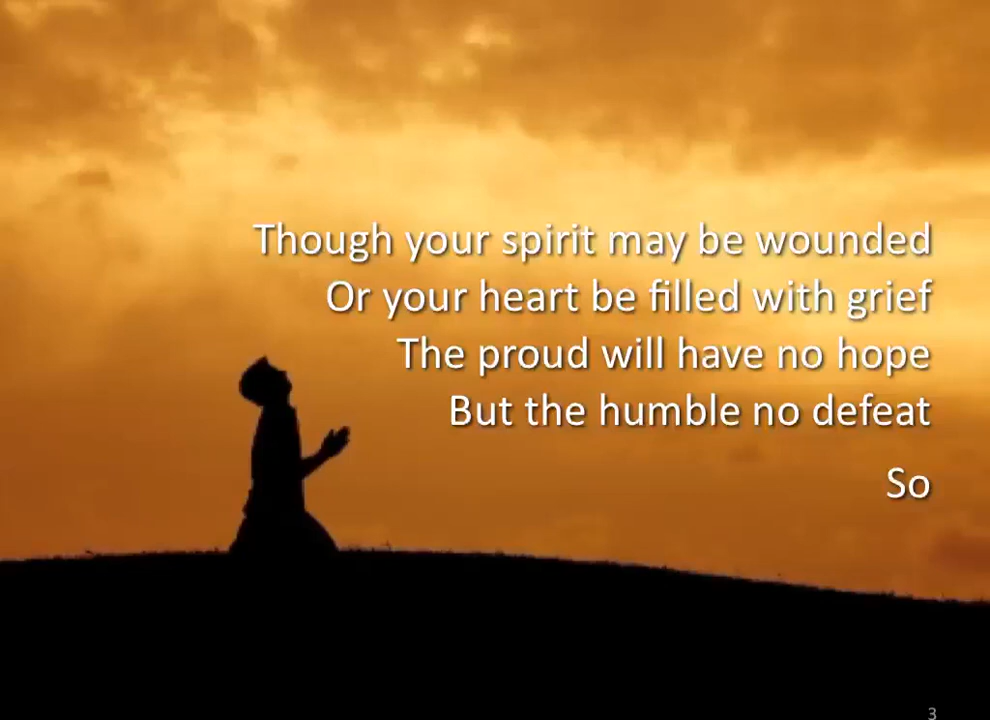 Though your spirit may be wounded
Or your heart be filled with grief
The proud will have no hope
But the humble no defeat
So
3